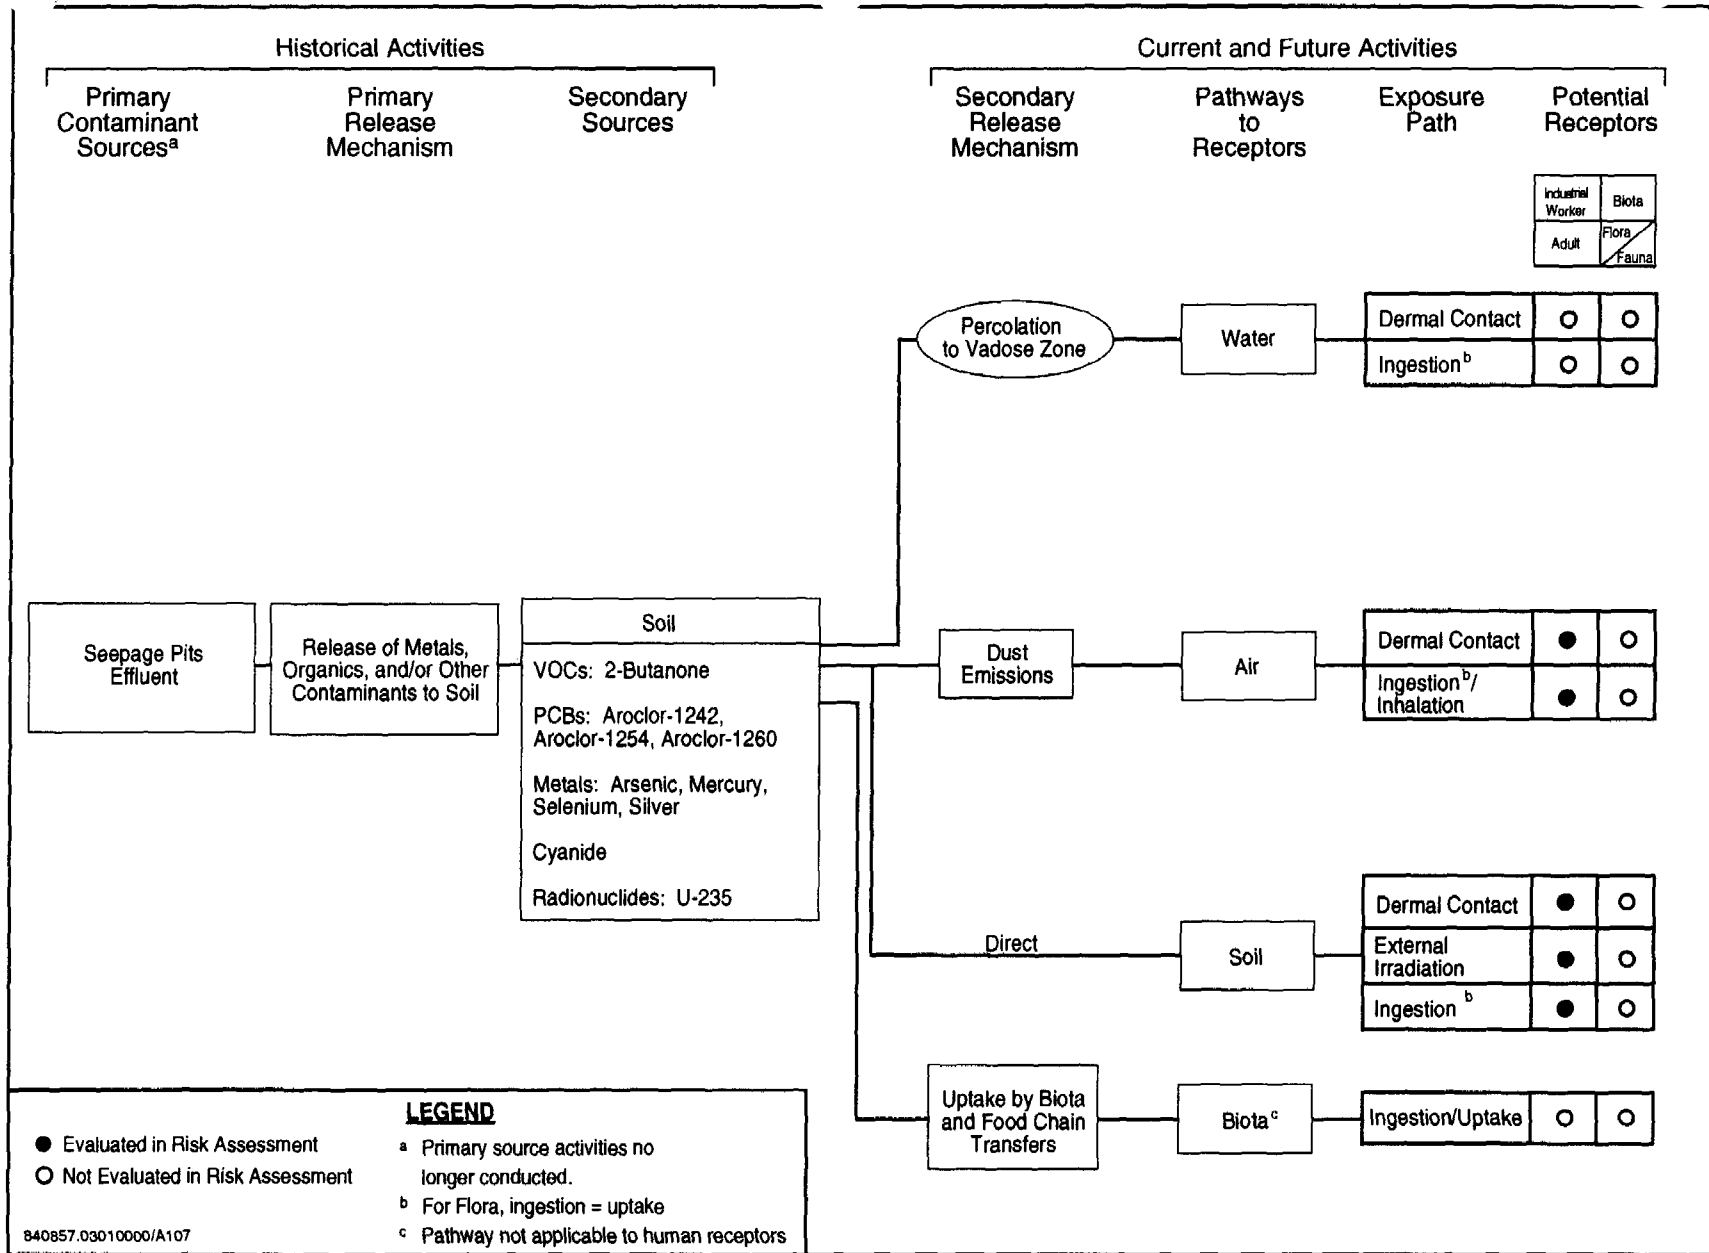 Historical Activities
Current and Future Activities
Primary
Contaminant
Sourcesᵃ
Primary
Release
Mechanism
Secondary
Sources
Secondary
Release
Mechanism
Pathways
to
Receptors
Exposure
Path
Potential
Receptors
Industrial
Worker
Biota
Adult
Flora
Fauna
Percolation
to Vadose Zone
Water
Dermal Contact
Ingestionᵇ
Seepage Pits
Effluent
Release of Metals,
Organics, and/or Other
Contaminants to Soil
Soil
VOCs: 2-Butanone
PCBs: Aroclor-1242,
Aroclor-1254, Aroclor-1260
Metals: Arsenic, Mercury,
Selenium, Silver
Cyanide
Radionuclides: U-235
Dust
Emissions
Air
Dermal Contact
Ingestionᵇ/
Inhalation
Direct
Soil
Dermal Contact
External
Irradiation
Ingestion ᵇ
Uptake by Biota
and Food Chain
Transfers
Biotaᶜ
Ingestion/Uptake
LEGEND
Evaluated in Risk Assessment
Not Evaluated in Risk Assessment
ᵃ Primary source activities no
longer conducted.
ᵇ For Flora, ingestion = uptake
ᶜ Pathway not applicable to human receptors
840857.03010000/A107